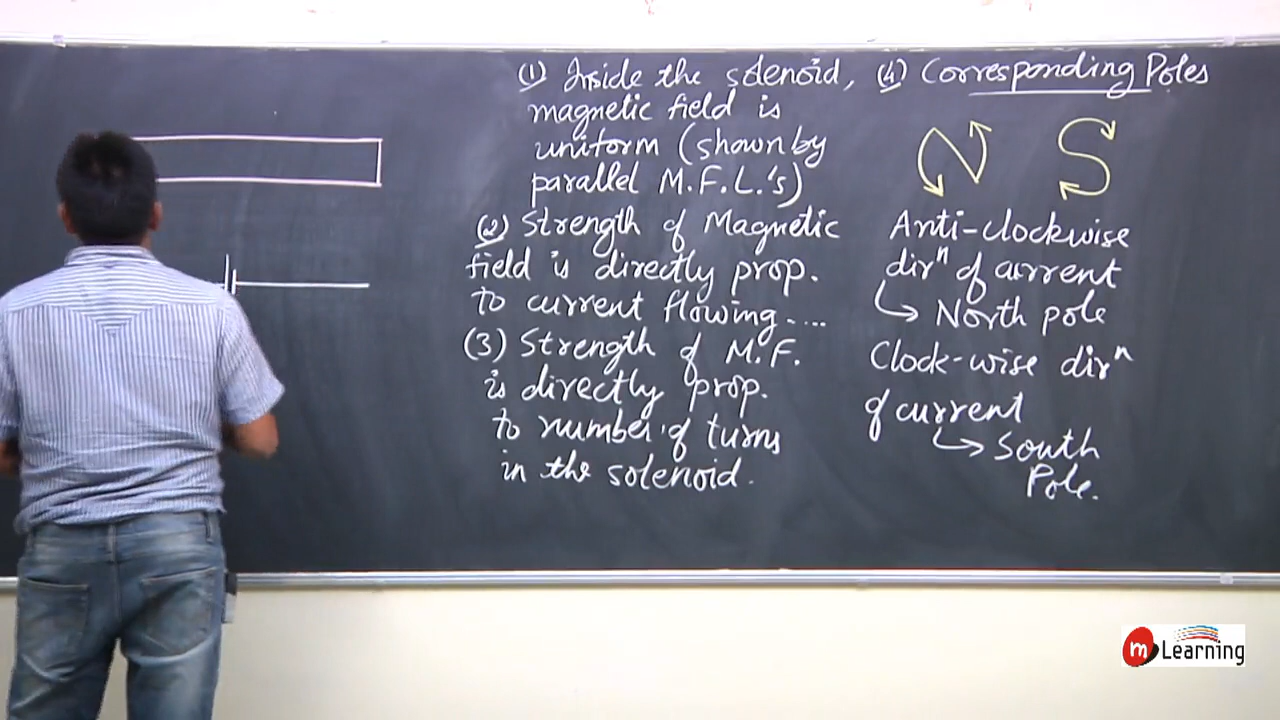 (1) Inside the solenoid,
magnetic field is
uniform (shown by
parallel M.F.L.'s)
(2) Strength of Magnetic
field is directly prop.
to current flowing....
(3) Strength of M.F.
is directly prop.
to number of turns
in the solenoid.
(4) Corresponding Poles
N S
Anti-clockwise
dirⁿ of current
↳ North pole
Clock-wise dirⁿ
of current
↳ South
Pole.
m Learning